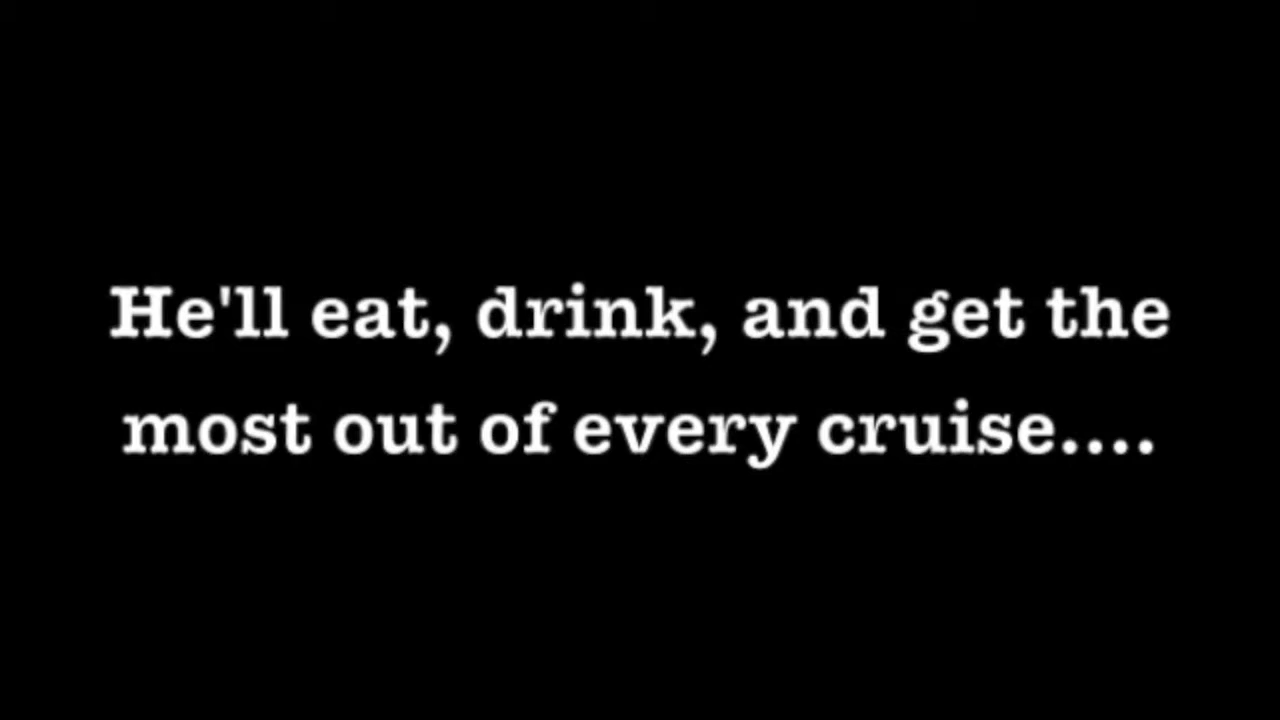 He'll eat, drink, and get the
most out of every cruise....